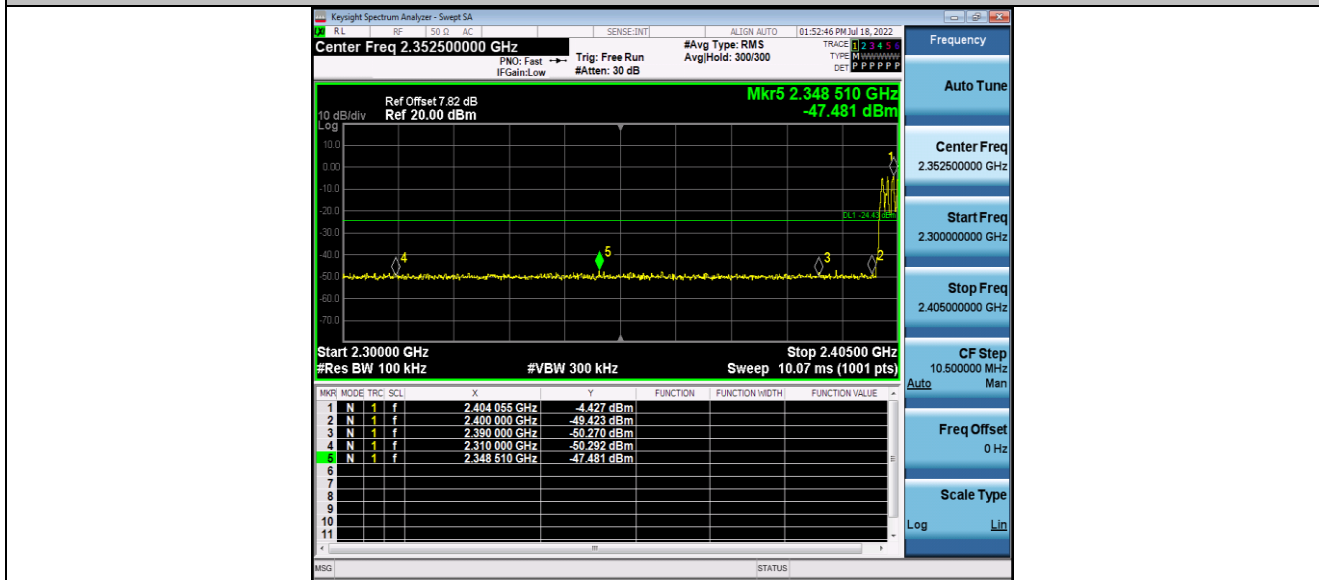 Keysight Spectrum Analyzer - Swept SA
RL RF 50 Ω AC SENSE:INT ALIGN AUTO 01:52:46 PM Jul 18, 2022
Center Freq 2.352500000 GHz
PNO: Fast
IFGain:Low
Trig: Free Run
#Atten: 30 dB
#Avg Type: RMS
Avg|Hold: 300/300
TRACE 1 2 3 4 5 6
TYPE M WWWWW
DET P P P P P P
Mkr5 2.348 510 GHz
-47.481 dBm
Ref Offset 7.82 dB
10 dB/div Ref 20.00 dBm
Log
10.0
0.00
-10.0
-20.0
-30.0
-40.0
-50.0
-60.0
-70.0
1
DL1 -24.43 dBm
4
5
3
2
Start 2.30000 GHz Stop 2.40500 GHz
#Res BW 100 kHz #VBW 300 kHz Sweep 10.07 ms (1001 pts)
MKR MODE TRC SCL X Y FUNCTION FUNCTION WIDTH FUNCTION VALUE
1 N 1 f 2.404 055 GHz -4.427 dBm
2 N 1 f 2.400 000 GHz -49.423 dBm
3 N 1 f 2.390 000 GHz -50.270 dBm
4 N 1 f 2.310 000 GHz -50.292 dBm
5 N 1 f 2.348 510 GHz -47.481 dBm
6
7
8
9
10
11
MSG STATUS
Frequency
Auto Tune
Center Freq
2.352500000 GHz
Start Freq
2.300000000 GHz
Stop Freq
2.405000000 GHz
CF Step
10.500000 MHz
Auto Man
Freq Offset
0 Hz
Scale Type
Log Lin